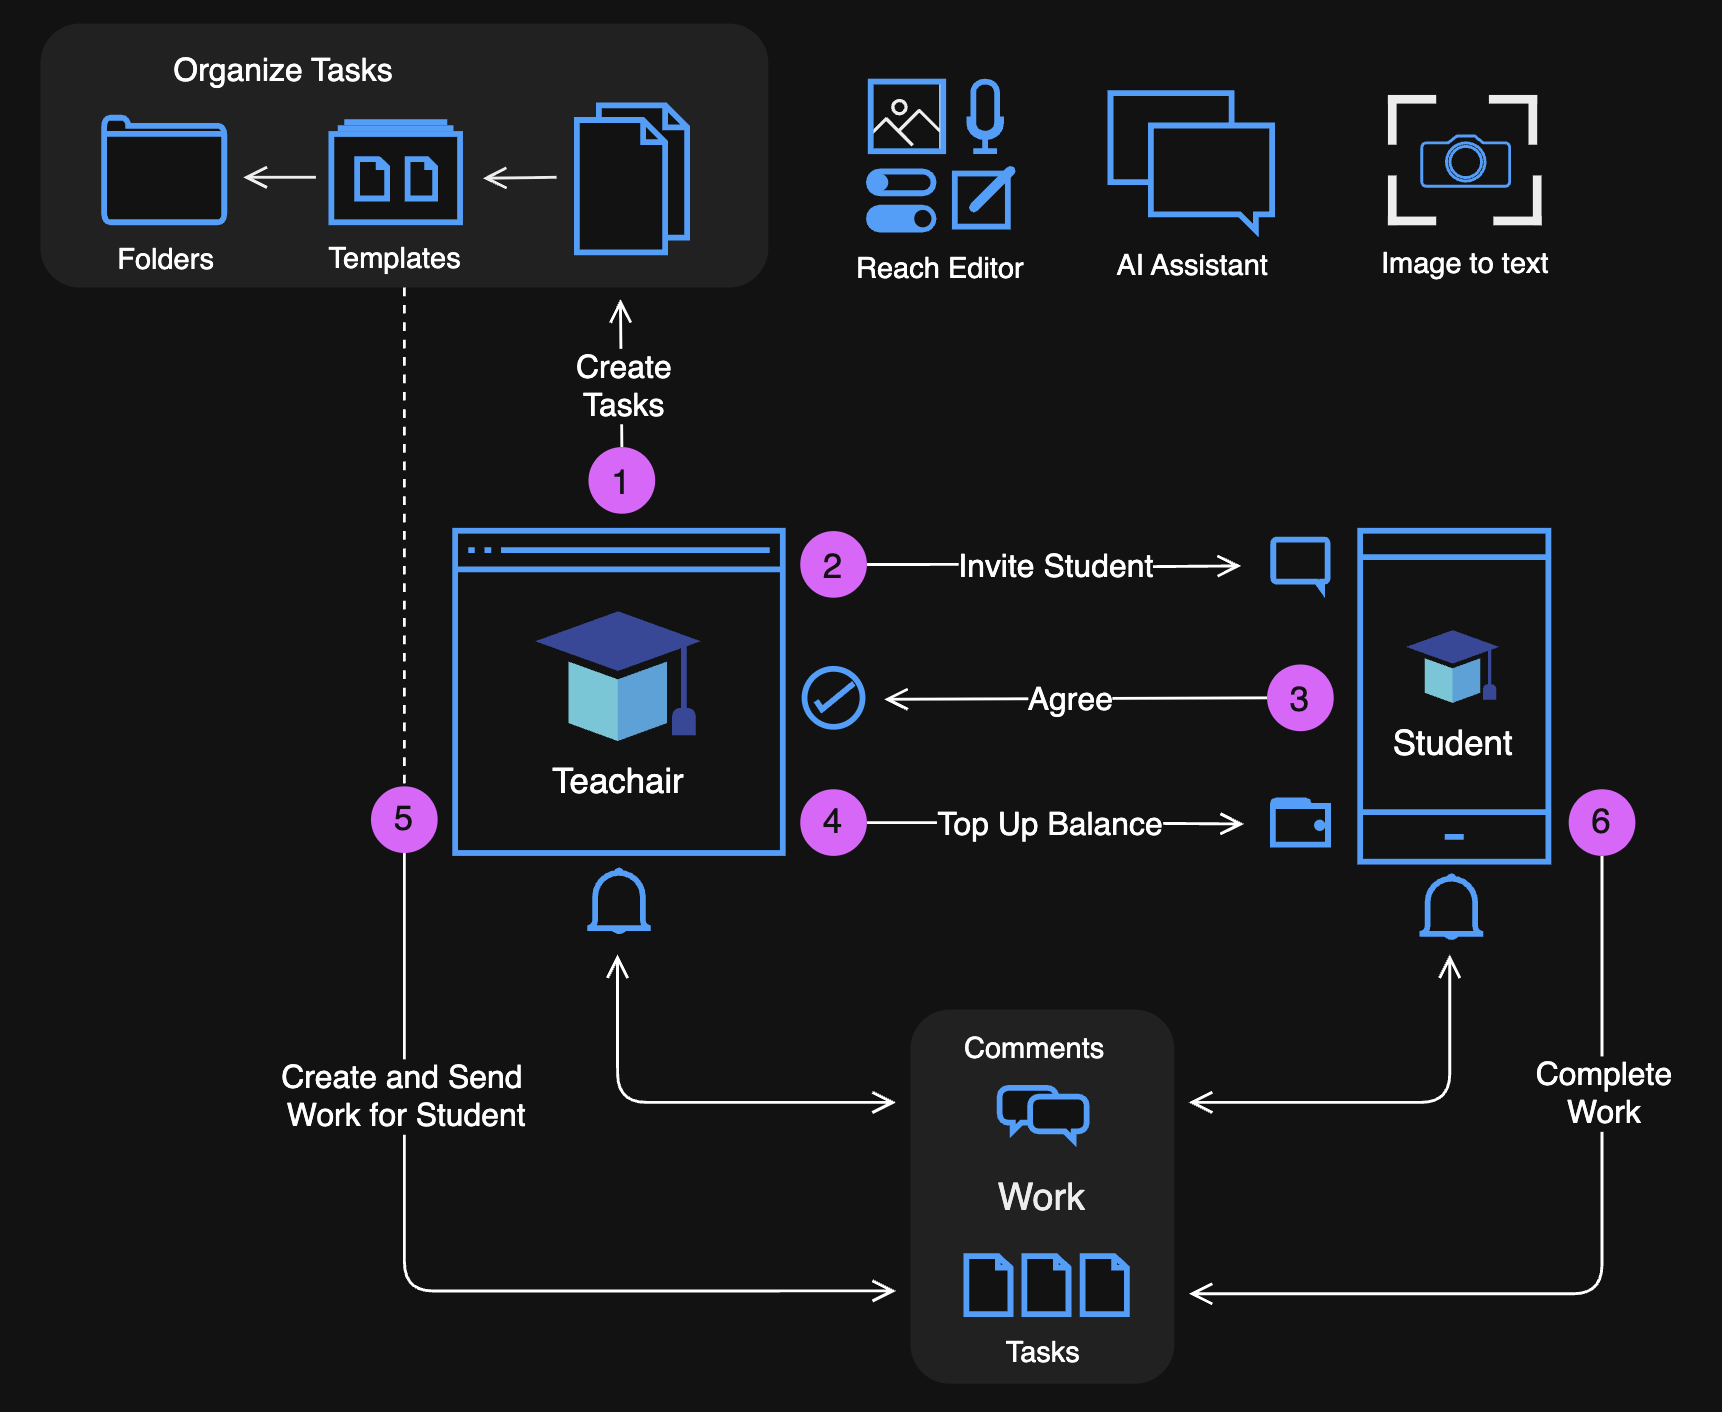 Organize Tasks
Folders
Templates
Reach Editor
AI Assistant
Image to text
Create
Tasks
1
2
Invite Student
Agree
3
Teachair
Student
4
Top Up Balance
5
6
Create and Send
Work for Student
Comments
Work
Tasks
Complete
Work